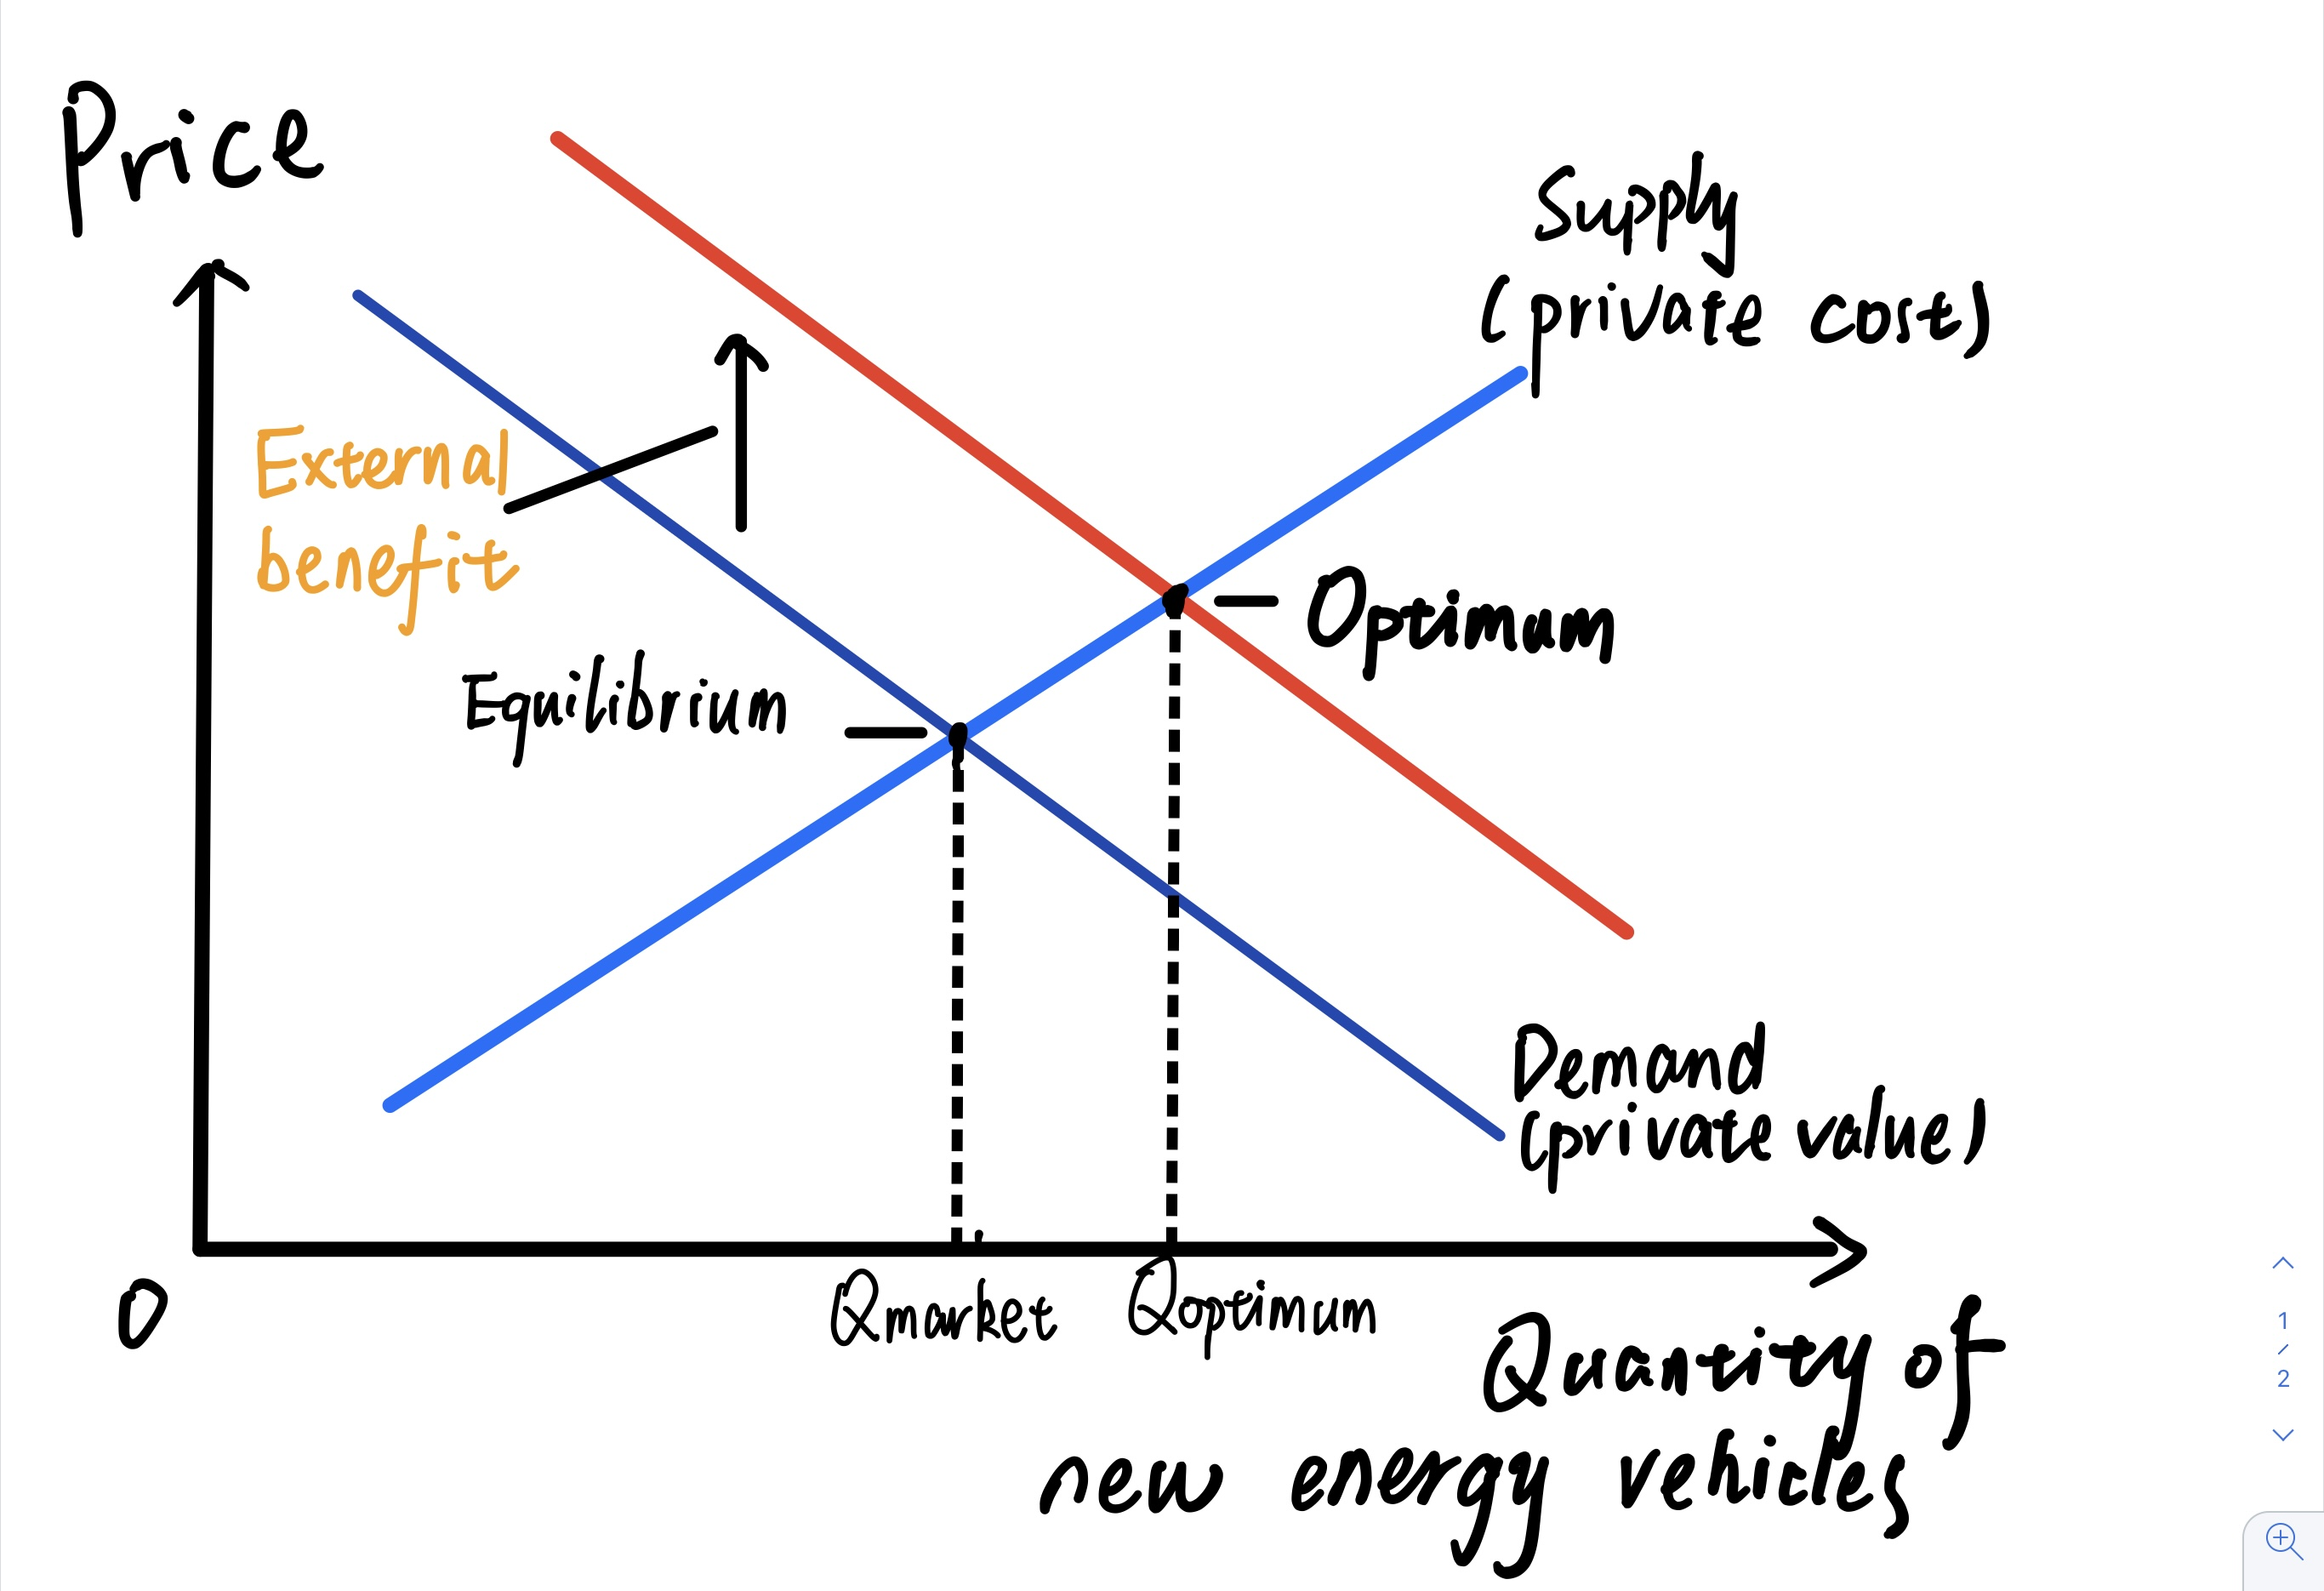 Price
Supply
(private cost)
External
benefit
Optimum
Equilibrium
Demand
(private value)
0
Qmarket
Qoptimum
Quantity of
new energy vehicles
1
/
2